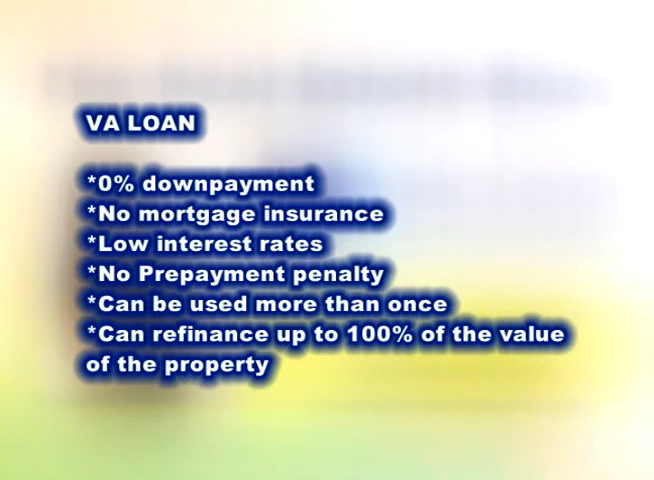 VA LOAN
*0% downpayment
*No mortgage insurance
*Low interest rates
*No Prepayment penalty
*Can be used more than once
*Can refinance up to 100% of the value
of the property